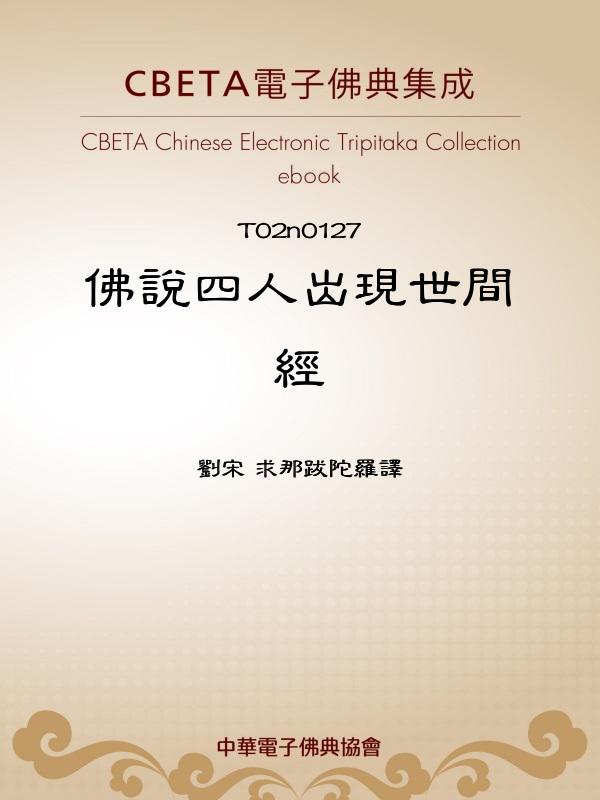 CBETA電子佛典集成
CBETA Chinese Electronic Tripitaka Collection
ebook
T02n0127
佛說四人出現世間
經
劉宋 求那跋陀羅譯
中華電子佛典協會